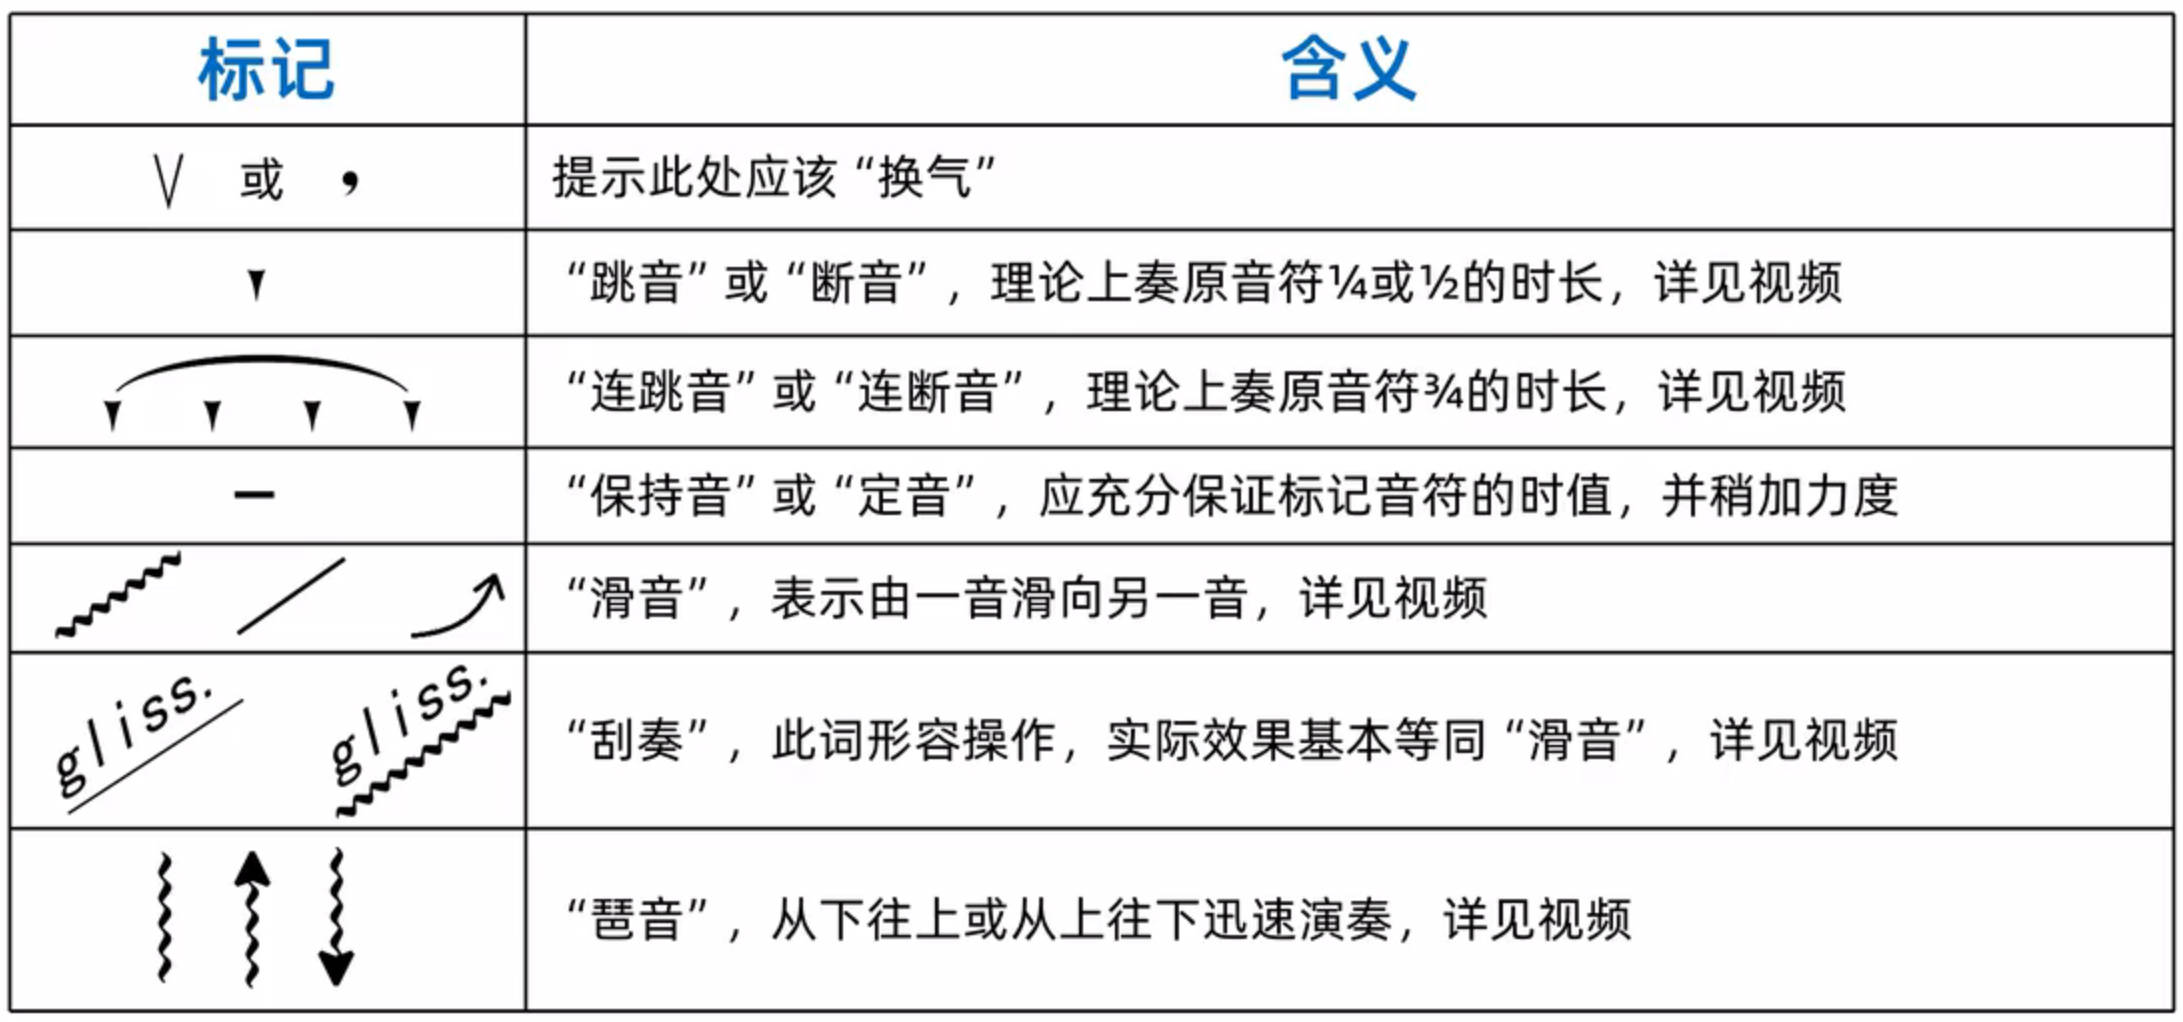 标记 含义
V 或 , 提示此处应该“换气”
“跳音”或“断音”，理论上奏原音符¼或½的时长，详见视频
“连跳音”或“连断音”，理论上奏原音符¾的时长，详见视频
“保持音”或“定音”，应充分保证标记音符的时值，并稍加力度
“滑音”，表示由一音滑向另一音，详见视频
gliss. gliss. “刮奏”，此词形容操作，实际效果基本等同“滑音”，详见视频
“琶音”，从下往上或从上往下迅速演奏，详见视频